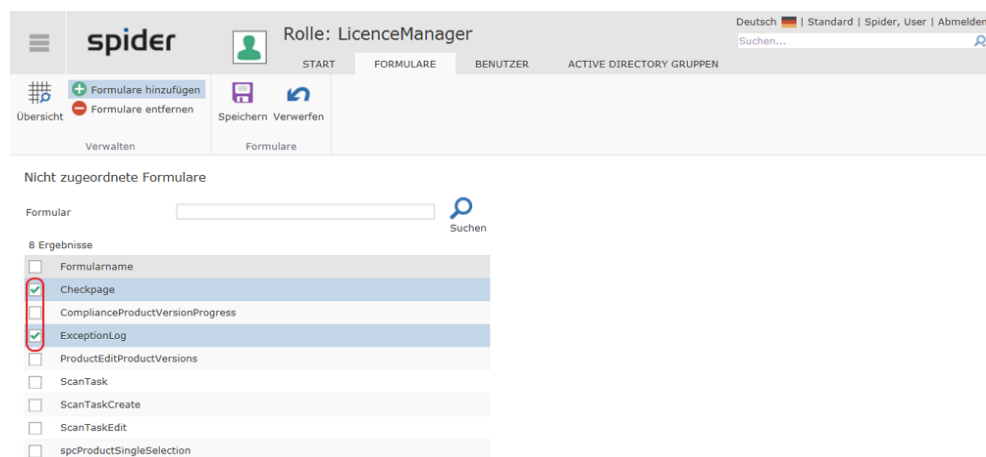 Deutsch | Standard | Spider, User | Abmelden
spider
Rolle: LicenceManager
Suchen...
START FORMULARE BENUTZER ACTIVE DIRECTORY GRUPPEN
Übersicht
Formulare hinzufügen
Formulare entfernen
Speichern Verwerfen
Verwalten
Formulare
Nicht zugeordnete Formulare
Formular
Suchen
8 Ergebnisse
Formularname
Checkpage
ComplianceProductVersionProgress
ExceptionLog
ProductEditProductVersions
ScanTask
ScanTaskCreate
ScanTaskEdit
spcProductSingleSelection